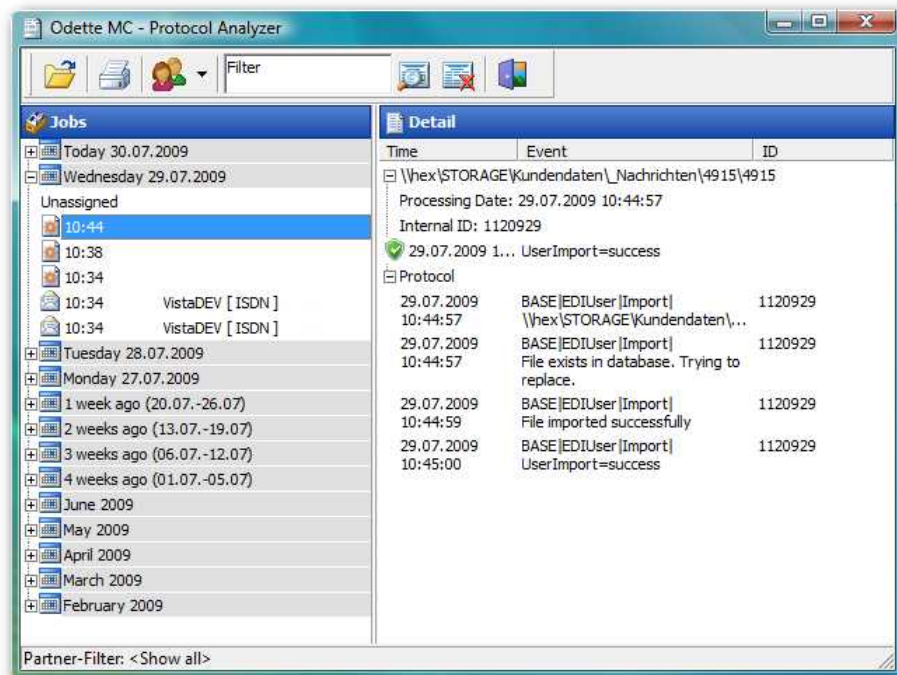 Odette MC - Protocol Analyzer
Filter
Jobs
Today 30.07.2009
Wednesday 29.07.2009
Unassigned
10:44
10:38
10:34
10:34 VistaDEV [ ISDN ]
10:34 VistaDEV [ ISDN ]
Tuesday 28.07.2009
Monday 27.07.2009
1 week ago (20.07.-26.07)
2 weeks ago (13.07.-19.07)
3 weeks ago (06.07.-12.07)
4 weeks ago (01.07.-05.07)
June 2009
May 2009
April 2009
March 2009
February 2009
Detail
Time Event ID
\\hex\STORAGE\Kundendaten\_Nachrichten\4915\4915
Processing Date: 29.07.2009 10:44:57
Internal ID: 1120929
29.07.2009 1... UserImport=success
Protocol
29.07.2009 BASE|EDIUser|Import| 1120929
10:44:57 \\hex\STORAGE\Kundendaten\...
29.07.2009 BASE|EDIUser|Import| 1120929
10:44:57 File exists in database. Trying to
replace.
29.07.2009 BASE|EDIUser|Import| 1120929
10:44:59 File imported successfully
29.07.2009 BASE|EDIUser|Import| 1120929
10:45:00 UserImport=success
Partner-Filter: <Show all>